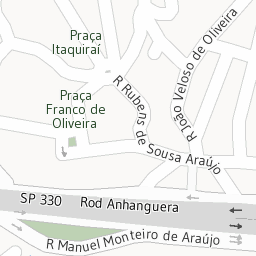 Praça
Itaquiraí
R João Veloso de Oliveira
R Rubens de Sousa Araújo
Praça
Franco de
Oliveira
SP 330 Rod Anhanguera
R Manuel Monteiro de Araújo